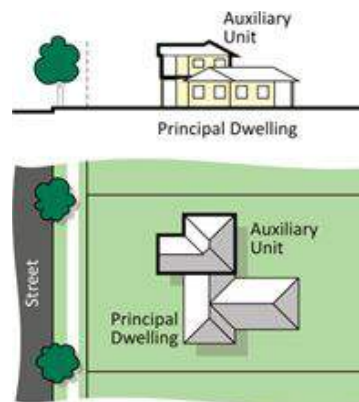 Auxiliary
Unit
Principal Dwelling
Auxiliary
Unit
Street
Principal
Dwelling